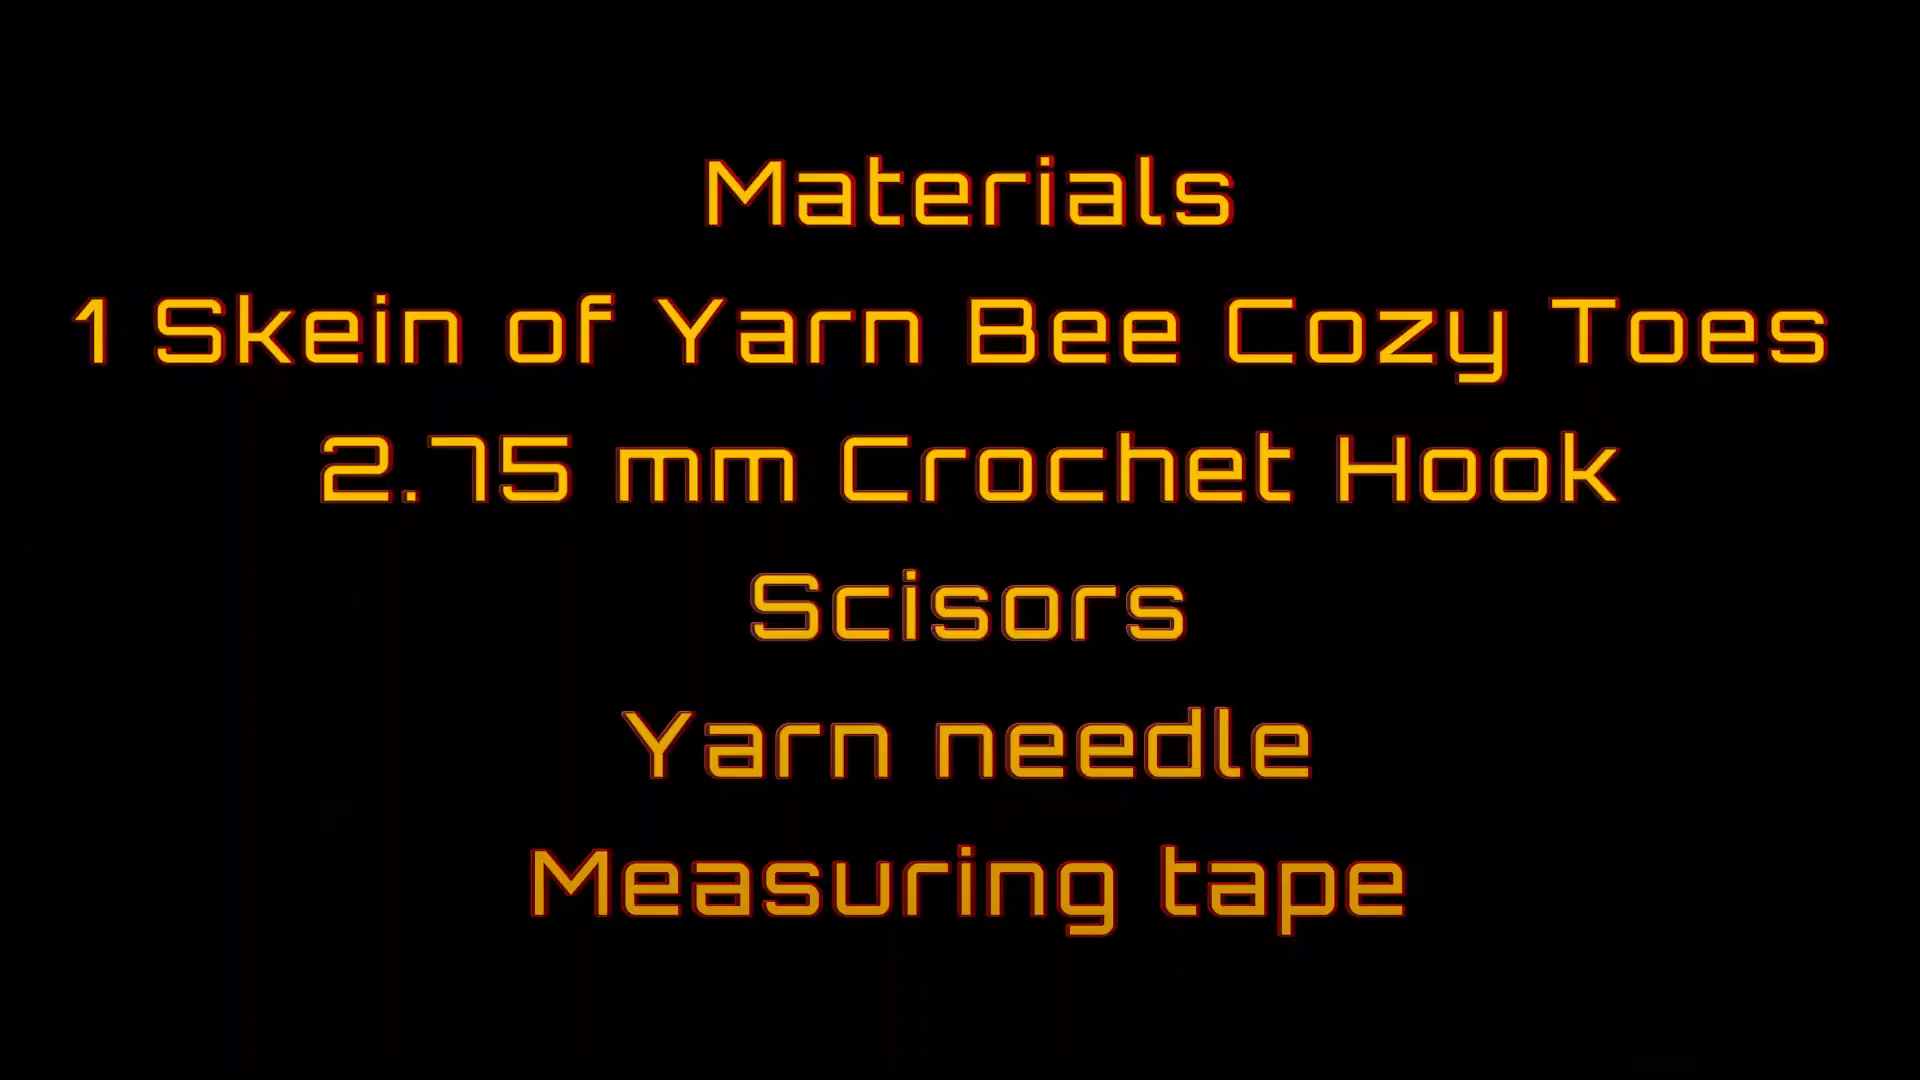 Materials
1 Skein of Yarn Bee Cozy Toes
2.75 mm Crochet Hook
Scisors
Yarn needle
Measuring tape